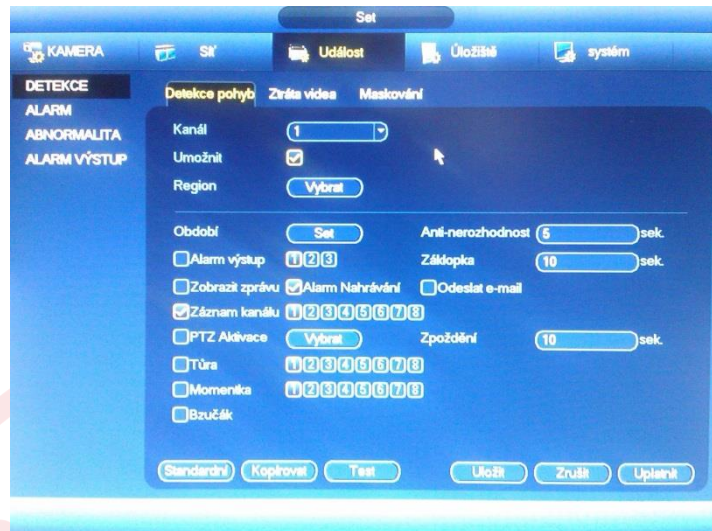 Set
KAMERA Síť Událost Úložiště systém
DETEKCE
ALARM
ABNORMALITA
ALARM VÝSTUP
Detekce pohyb Ztráta videa Maskování
Kanál 1
Umožnit
Region Vybrat
Období Set Anti-nerozhodnost 5 sek.
Alarm výstup 1 2 3 Záklopka 10 sek.
Zobrazit zprávu Alarm Nahrávání Odeslat e-mail
Záznam kanálu 1 2 3 4 5 6 7 8
PTZ Aktivace Vybrat Zpoždění 10 sek.
Túra 1 2 3 4 5 6 7 8
Momentka 1 2 3 4 5 6 7 8
Bzučák
Standardní Kopírovat Test Uložit Zrušit Uplatnit